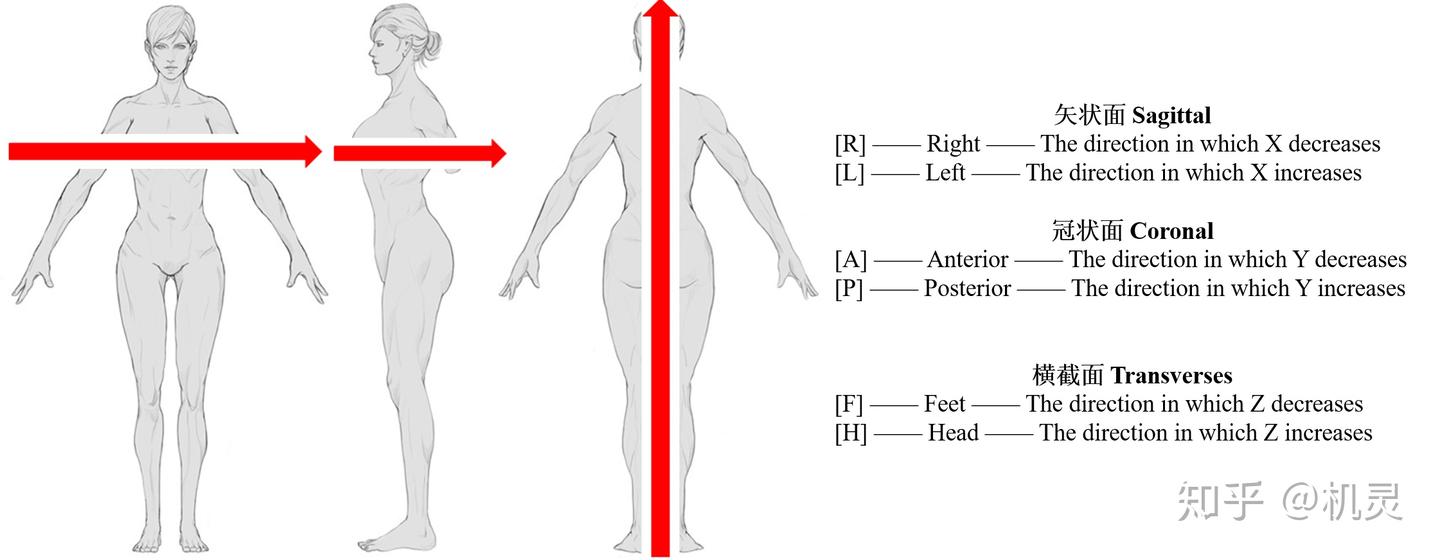 矢状面 Sagittal
[R] —— Right —— The direction in which X decreases
[L] —— Left —— The direction in which X increases
冠状面 Coronal
[A] —— Anterior —— The direction in which Y decreases
[P] —— Posterior —— The direction in which Y increases
横截面 Transverses
[F] —— Feet —— The direction in which Z decreases
[H] —— Head —— The direction in which Z increases
知乎 @机灵